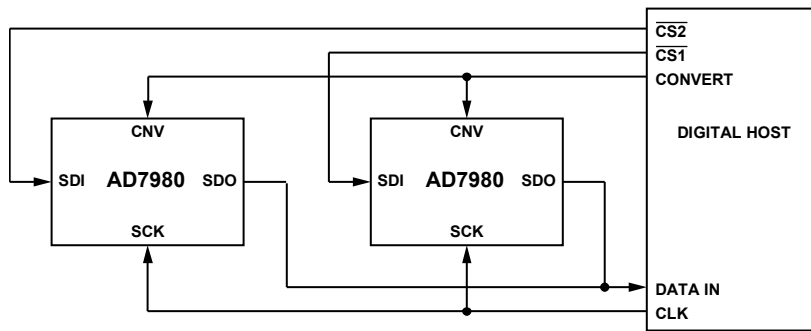 CS2
CS1
CONVERT
CNV
CNV
DIGITAL HOST
SDI AD7980 SDO
SDI AD7980 SDO
SCK
SCK
DATA IN
CLK